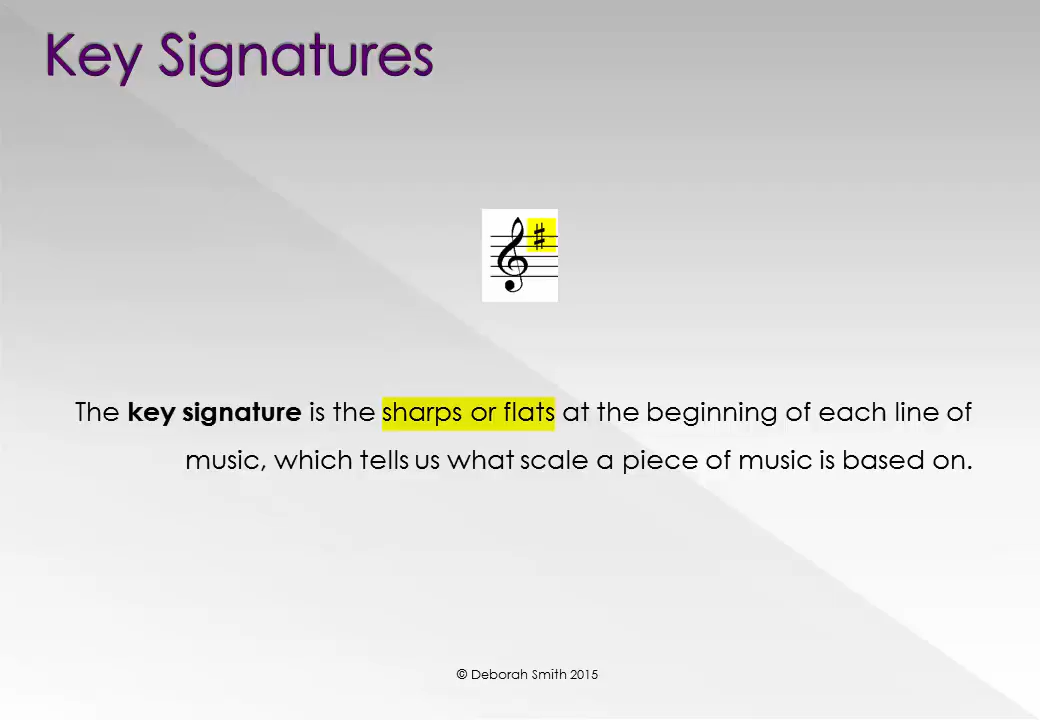 Key Signatures
The key signature is the sharps or flats at the beginning of each line of
music, which tells us what scale a piece of music is based on.
© Deborah Smith 2015